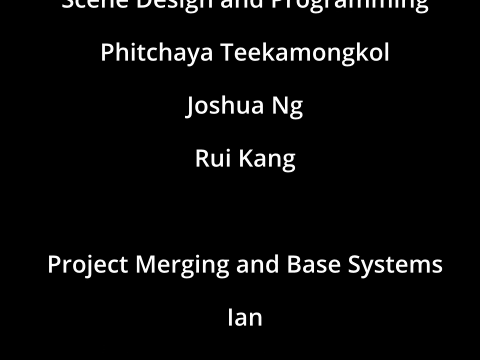 Scene Design and Programming
Phitchaya Teekamongkol
Joshua Ng
Rui Kang
Project Merging and Base Systems
Ian